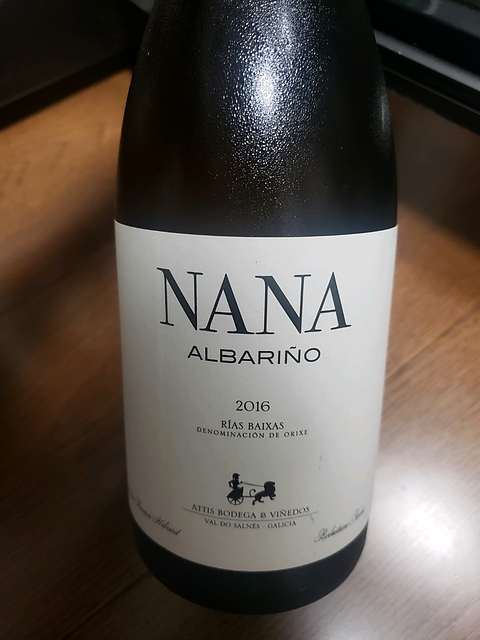 NANA
ALBARIÑO
2016
RÍAS BAIXAS
DENOMINACIÓN DE ORIXE
ATTIS BODEGA & VIÑEDOS
VAL DO SALNÉS - GALICIA